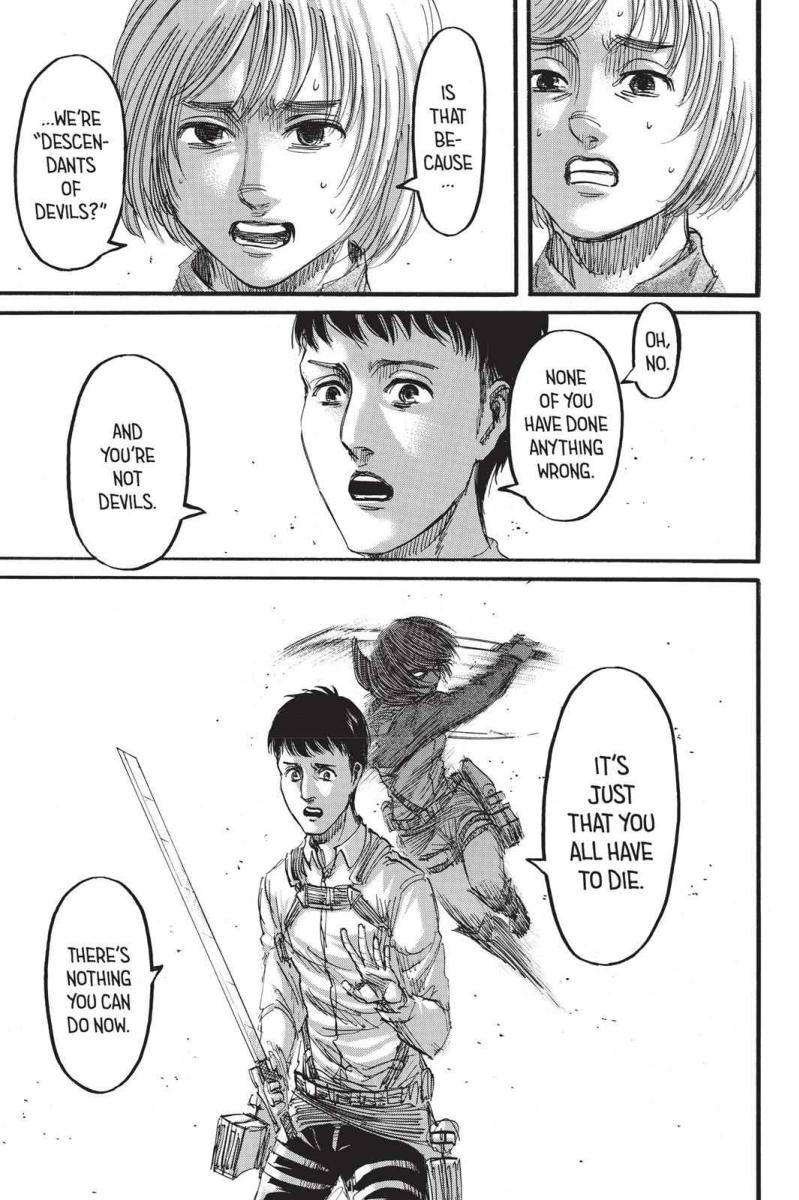 IS
THAT
BE-
CAUSE
...
...WE'RE
"DESCEN-
DANTS
OF
DEVILS?"
OH,
NO.
NONE
OF YOU
HAVE DONE
ANYTHING
WRONG.
AND
YOU'RE
NOT
DEVILS.
IT'S
JUST
THAT YOU
ALL HAVE
TO DIE.
THERE'S
NOTHING
YOU CAN
DO NOW.